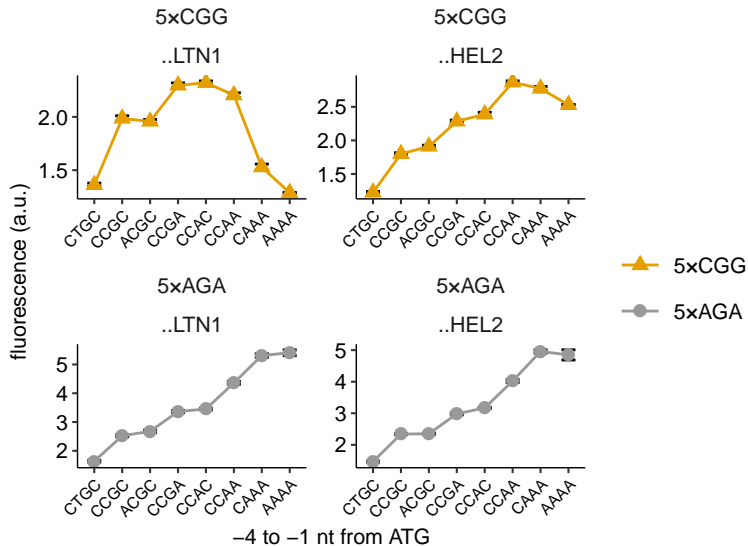 5×CGG
5×CGG
..LTN1
..HEL2
2.0
1.5
2.5
2.0
1.5
CTGC
CCGC
ACGC
CCGA
CCAC
CCAA
CAAA
AAAA
CTGC
CCGC
ACGC
CCGA
CCAC
CCAA
CAAA
AAAA
fluorescence (a.u.)
5×CGG
5×AGA
5×AGA
5×AGA
..LTN1
..HEL2
5
4
3
2
5
4
3
2
CTGC
CCGC
ACGC
CCGA
CCAC
CCAA
CAAA
AAAA
CTGC
CCGC
ACGC
CCGA
CCAC
CCAA
CAAA
AAAA
−4 to −1 nt from ATG